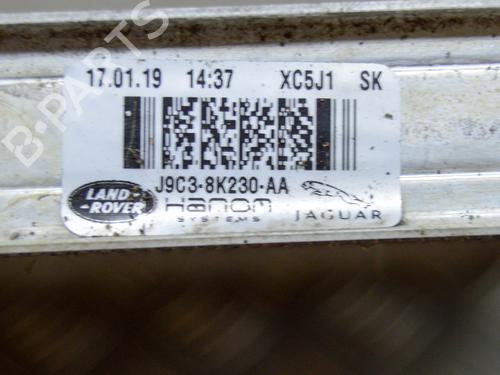 17.01.19 14:37 XC5J1 SK
J9C3-8K230-AA
LAND
-ROVER
Hanon
SYSTEMS
JAGUAR
B-PARTS